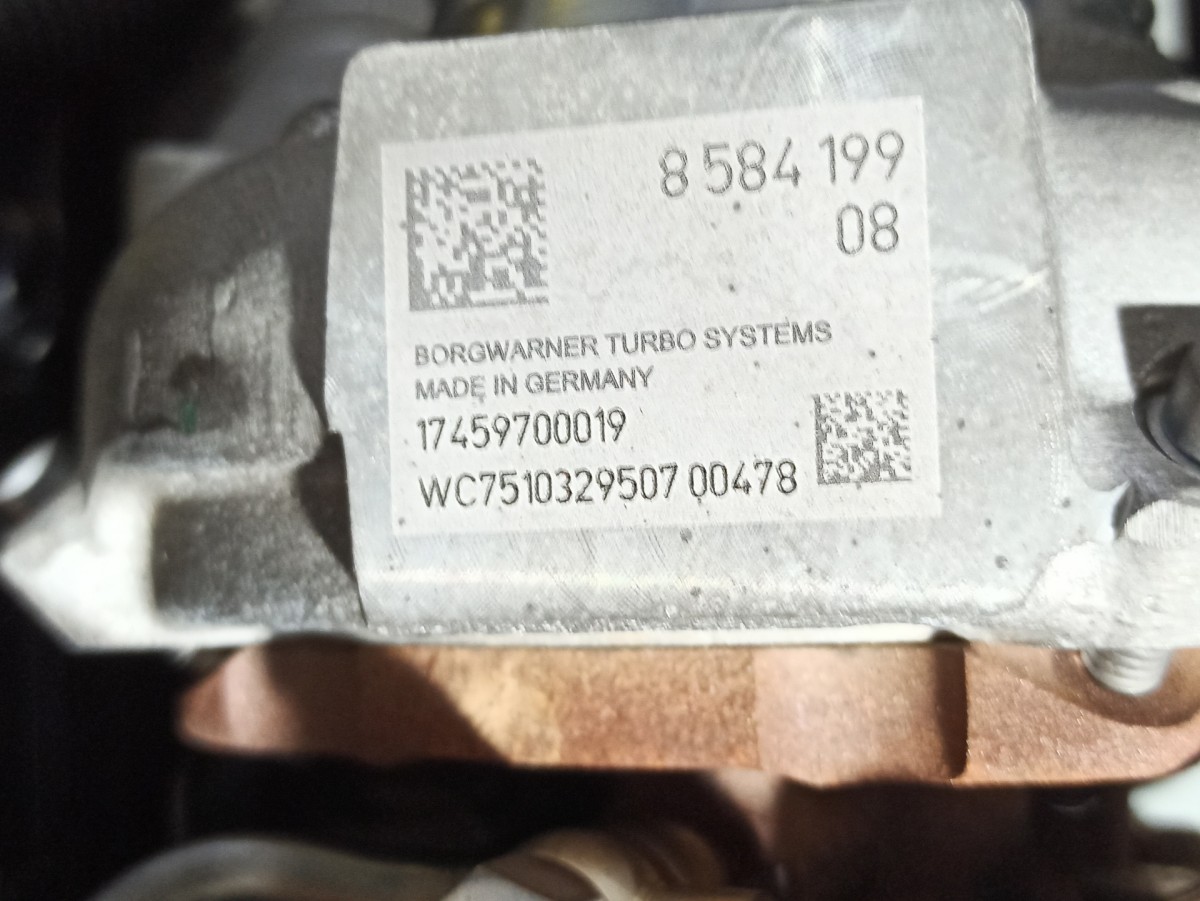 8 584 199
08
BORGWARNER TURBO SYSTEMS
MADE IN GERMANY
17459700019
WC7510329507 00478